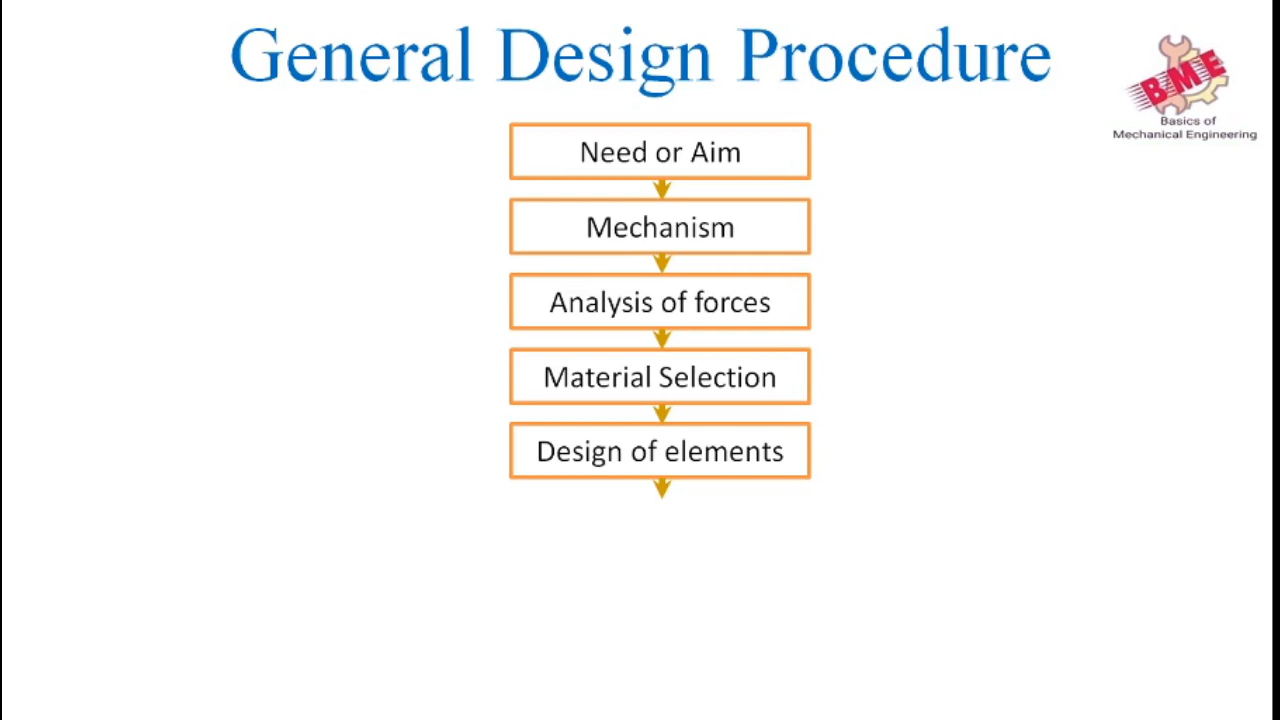 General Design Procedure
BME
Basics of
Mechanical Engineering
Need or Aim
Mechanism
Analysis of forces
Material Selection
Design of elements